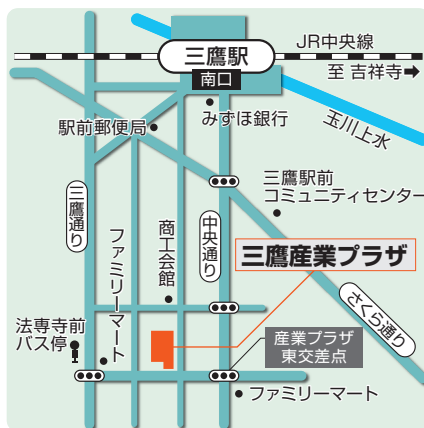 JR中央線
三鷹駅
至 吉祥寺➡
南口
みずほ銀行
玉川上水
駅前郵便局
三鷹駅前
コミュニティセンター
三鷹通り
ファミリーマート
商工会館
中央通り
三鷹産業プラザ
さくら通り
法専寺前
バス停
産業プラザ
東交差点
ファミリーマート